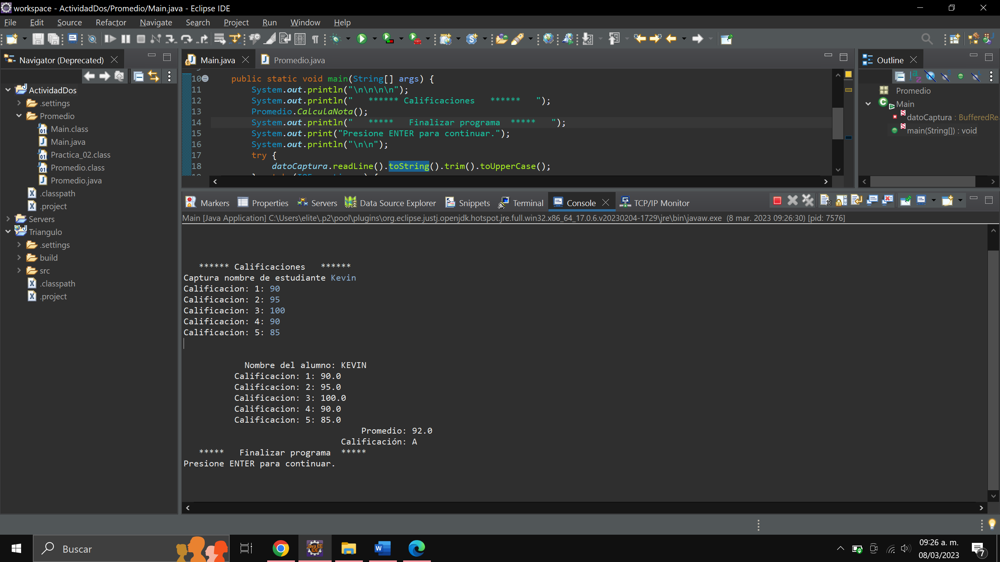 workspace - ActividadDos/Promedio/Main.java - Eclipse IDE
File Edit Source Refactor Navigate Search Project Run Window Help
Navigator (Deprecated)
ActividadDos
.settings
Promedio
Main.class
Main.java
Practica_02.class
Promedio.class
Promedio.java
.classpath
.project
Servers
Triangulo
.settings
build
src
.classpath
.project
Main.java Promedio.java
10 public static void main(String[] args) {
11 System.out.println("\n\n\n\n");
12 System.out.println("   ****** Calificaciones   ******   ");
13 Promedio.CalculaNota();
14 System.out.println("   *****   Finalizar programa  *****   ");
15 System.out.print("Presione ENTER para continuar.");
16 System.out.println("\n\n");
17 try {
18 datoCaptura.readLine().toString().trim().toUpperCase();
Outline
Promedio
Main
datoCaptura : BufferedRe
main(String[]) : void
Markers Properties Servers Data Source Explorer Snippets Terminal Console TCP/IP Monitor
Main [Java Application] C:\Users\elite\.p2\pool\plugins\org.eclipse.justj.openjdk.hotspot.jre.full.win32.x86_64_17.0.6.v20230204-1729\jre\bin\javaw.exe (8 mar. 2023 09:26:30) [pid: 7576]
****** Calificaciones   ******
Captura nombre de estudiante Kevin
Calificacion: 1: 90
Calificacion: 2: 95
Calificacion: 3: 100
Calificacion: 4: 90
Calificacion: 5: 85
Nombre del alumno: KEVIN
Calificacion: 1: 90.0
Calificacion: 2: 95.0
Calificacion: 3: 100.0
Calificacion: 4: 90.0
Calificacion: 5: 85.0
Promedio: 92.0
Calificación: A
*****   Finalizar programa  *****
Presione ENTER para continuar.
Buscar
09:26 a. m.
08/03/2023
7